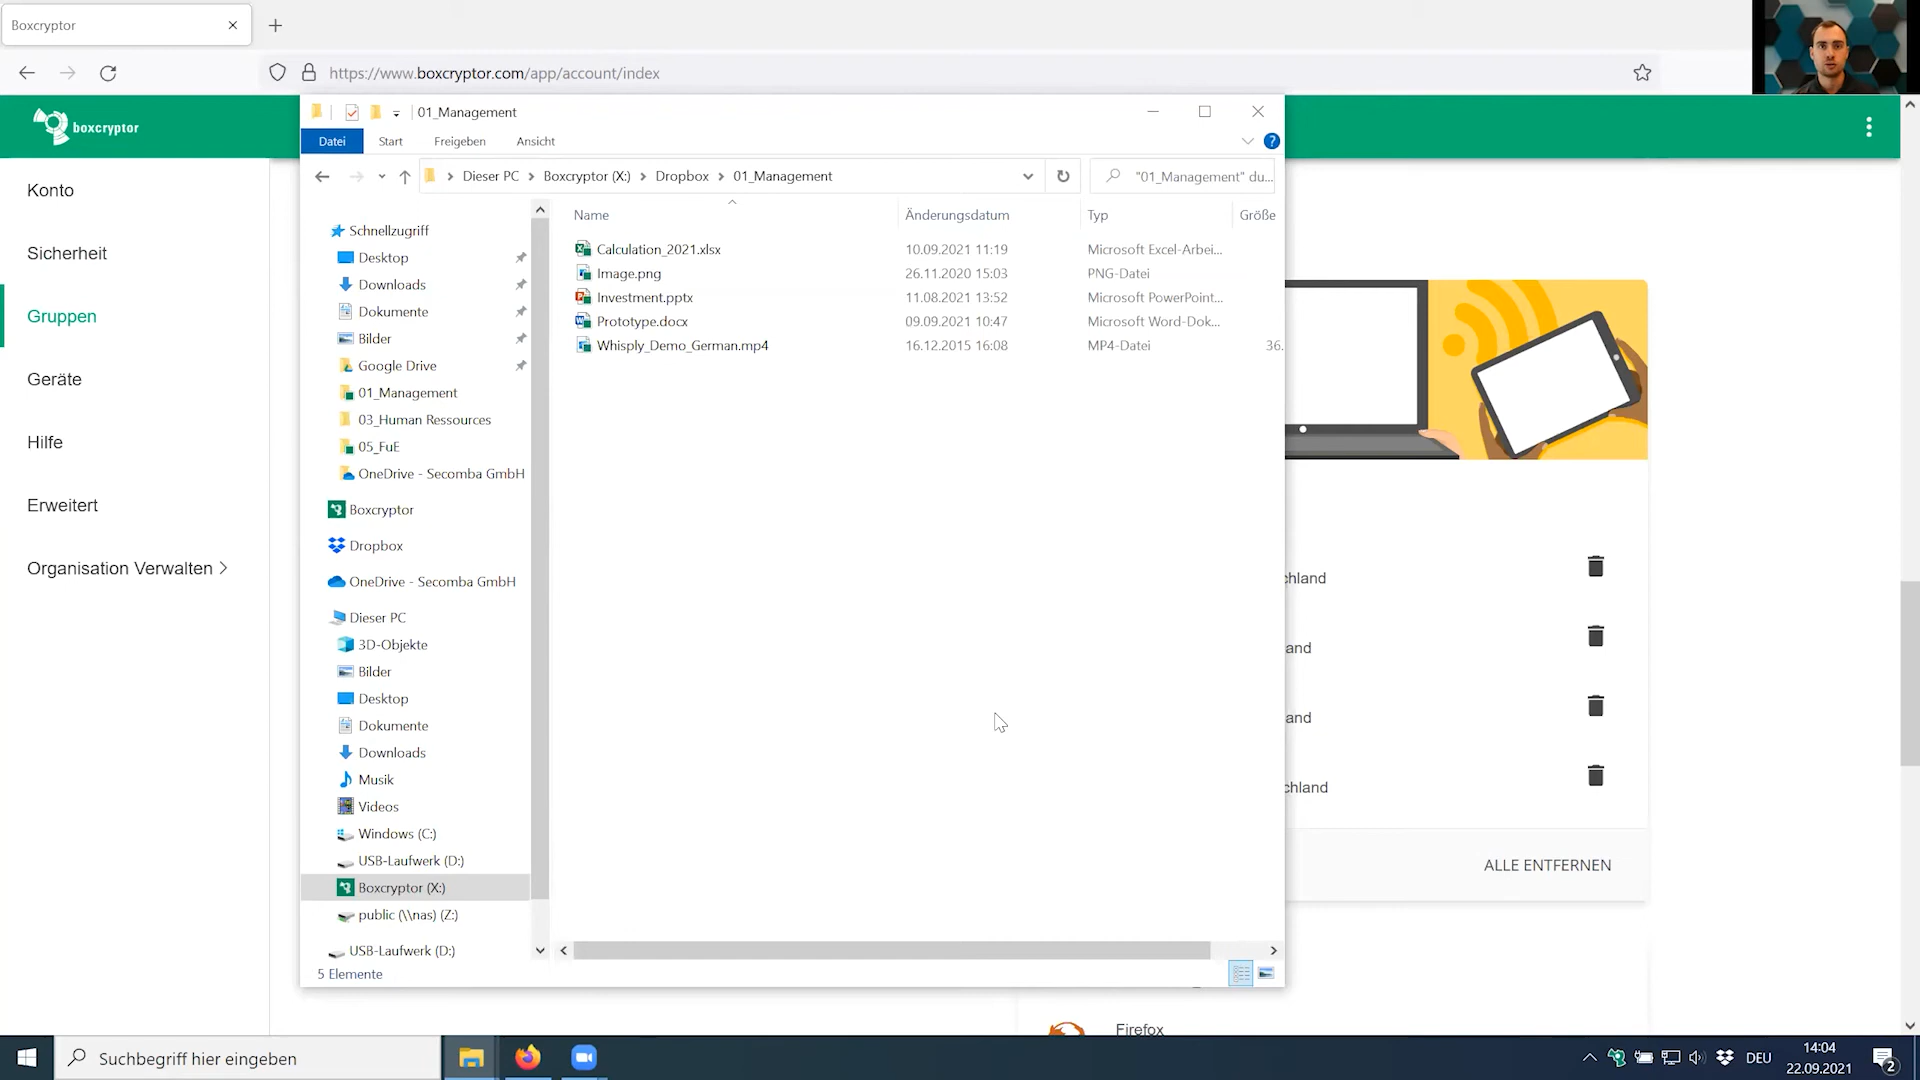 Boxcryptor
https://www.boxcryptor.com/app/account/index
boxcryptor
Konto
Sicherheit
Gruppen
Geräte
Hilfe
Erweitert
Organisation Verwalten
01_Management
Datei Start Freigeben Ansicht
Dieser PC Boxcryptor (X:) Dropbox 01_Management
"01_Management" du...
Schnellzugriff
Desktop
Downloads
Dokumente
Bilder
Google Drive
01_Management
03_Human Ressources
05_FuE
OneDrive - Secomba GmbH
Boxcryptor
Dropbox
OneDrive - Secomba GmbH
Dieser PC
3D-Objekte
Bilder
Desktop
Dokumente
Downloads
Musik
Videos
Windows (C:)
USB-Laufwerk (D:)
Boxcryptor (X:)
public (\\nas) (Z:)
USB-Laufwerk (D:)
5 Elemente
Name Änderungsdatum Typ Größe
Calculation_2021.xlsx 10.09.2021 11:19 Microsoft Excel-Arbei...
Image.png 26.11.2020 15:03 PNG-Datei
Investment.pptx 11.08.2021 13:52 Microsoft PowerPoint...
Prototype.docx 09.09.2021 10:47 Microsoft Word-Dok...
Whisply_Demo_German.mp4 16.12.2015 16:08 MP4-Datei 36.
chland
and
and
chland
ALLE ENTFERNEN
Firefox
Suchbegriff hier eingeben
DEU
14:04
22.09.2021
2